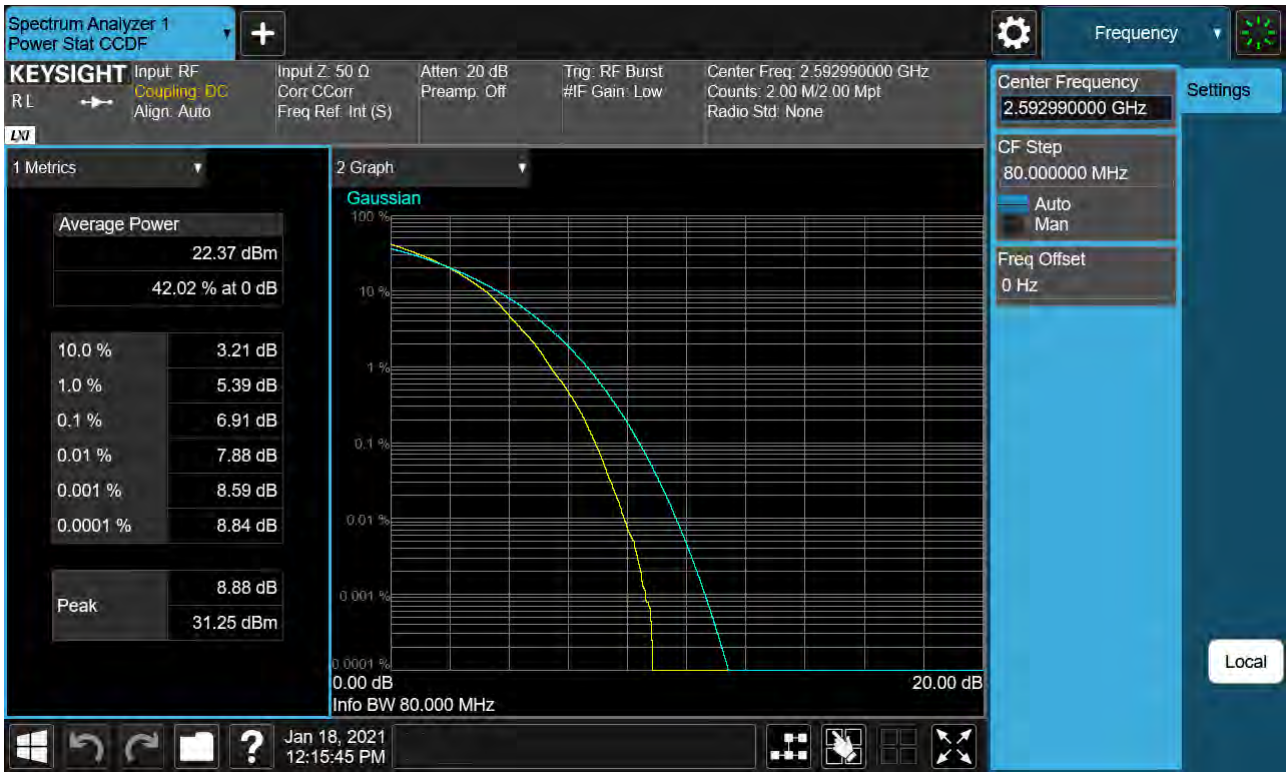 Spectrum Analyzer 1
Power Stat CCDF
Frequency
KEYSIGHT
RL
LXI
Input: RF
Coupling: DC
Align: Auto
Input Z: 50 Ω
Corr CCorr
Freq Ref: Int (S)
Atten: 20 dB
Preamp: Off
Trig: RF Burst
#IF Gain: Low
Center Freq: 2.592990000 GHz
Counts: 2.00 M/2.00 Mpt
Radio Std: None
Center Frequency
2.592990000 GHz
Settings
CF Step
80.000000 MHz
Auto
Man
Freq Offset
0 Hz
1 Metrics
Average Power
22.37 dBm
42.02 % at 0 dB
10.0 % 3.21 dB
1.0 % 5.39 dB
0.1 % 6.91 dB
0.01 % 7.88 dB
0.001 % 8.59 dB
0.0001 % 8.84 dB
Peak
8.88 dB
31.25 dBm
2 Graph
Gaussian
100 %
10 %
1 %
0.1 %
0.01 %
0.001 %
0.0001 %
0.00 dB 20.00 dB
Info BW 80.000 MHz
Local
?
Jan 18, 2021
12:15:45 PM